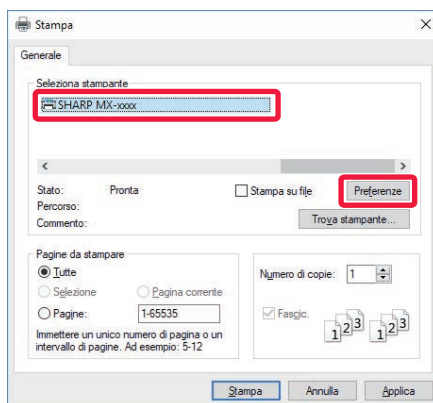 Stampa
Generale
Seleziona stampante
SHARP MX-xxxx
Stato: Pronta
Stampa su file
Preferenze
Percorso:
Commento:
Trova stampante...
Pagine da stampare
Tutte
Selezione
Pagina corrente
Pagine: 1-65535
Immettere un unico numero di pagina o un
intervallo di pagine. Ad esempio: 5-12
Numero di copie: 1
Fascic.
1 2 3 1 2 3
Stampa Annulla Applica